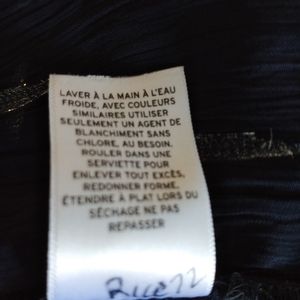 LAVER À LA MAIN À L'EAU
FROIDE, AVEC COULEURS
SIMILAIRES UTILISER
SEULEMENT UN AGENT DE
BLANCHIMENT SANS
CHLORE, AU BESOIN.
ROULER DANS UNE
SERVIETTE POUR
ENLEVER TOUT EXCÉS,
REDONNER FORME,
ÉTENDRE À PLAT LORS DU
SÉCHAGE NE PAS
REPASSER